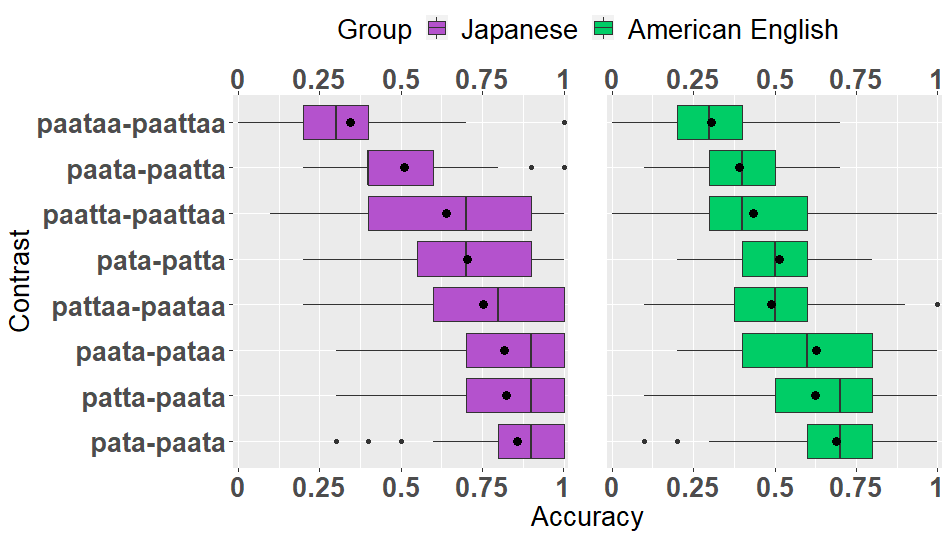 Group Japanese American English
0 0.25 0.5 0.75 1 0 0.25 0.5 0.75 1
paataa-paattaa
paata-paatta
paatta-paattaa
pata-patta
pattaa-paataa
paata-pataa
patta-paata
pata-paata
Contrast
0 0.25 0.5 0.75 1 0 0.25 0.5 0.75 1
Accuracy